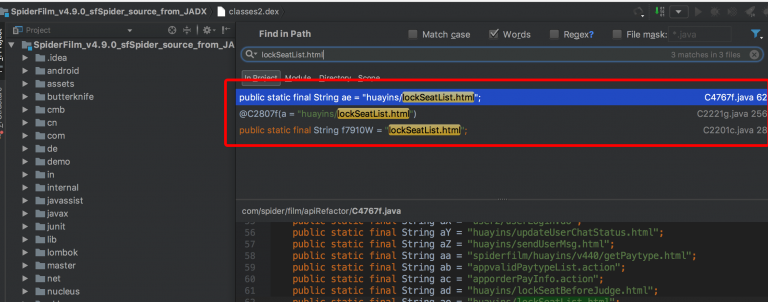 SpiderFilm_v4.9.0_sfSpider_source_from_JADX classes2.dex
Project
SpiderFilm_v4.9.0_sfSpider_source_from_JADX
.idea
android
assets
butterknife
cmb
cn
com
de
demo
in
internal
javassist
javax
junit
lib
lombok
master
net
nucleus
Find in Path Match case Words Regex? File mask: *.java
lockSeatList.html 3 matches in 3 files
In Project Module Directory Scope
public static final String ae = "huayins/lockSeatList.html"; C4767f.java 62
@C2807f(a = "huayins/lockSeatList.html") C2221g.java 256
public static final String f7910W = "lockSeatList.html"; C2201c.java 28
com/spider/film/apiRefactor/C4767f.java
56 public static final String aY = "huayins/updateUserChatStatus.html";
57 public static final String aZ = "huayins/sendUserMsg.html";
58 public static final String aa = "spiderfilm/huayins/v440/getPaytype.html";
59 public static final String ab = "appvalidPaytypeList.action";
60 public static final String ac = "apporderPayInfo.action";
61 public static final String ad = "huayins/lockSeatBeforeJudge.html";